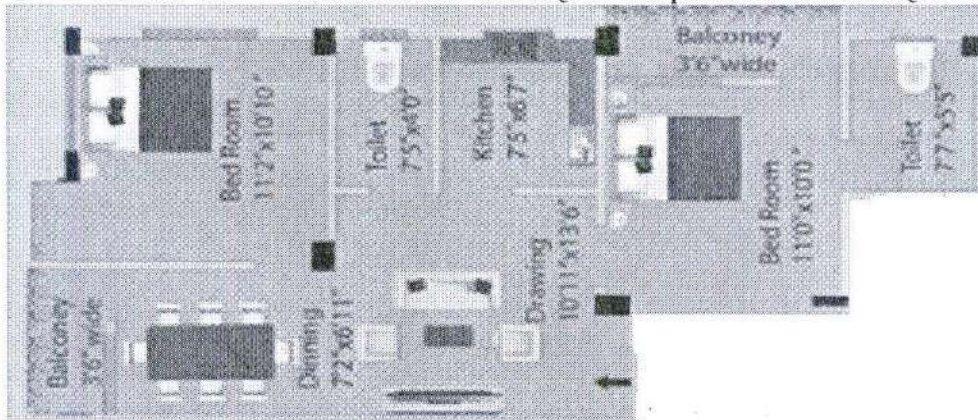 Bed Room
11'2"x10'10"
Toilet
7'5"x4'0"
Kitchen
7'5"x6'7"
Balconey
3'6"wide
Toilet
7'7"x5'5"
Bed Room
11'0"x10'0"
Drawing
10'11"x13'6"
Dining
7'2"x6'11"
Balconey
3'6" wide